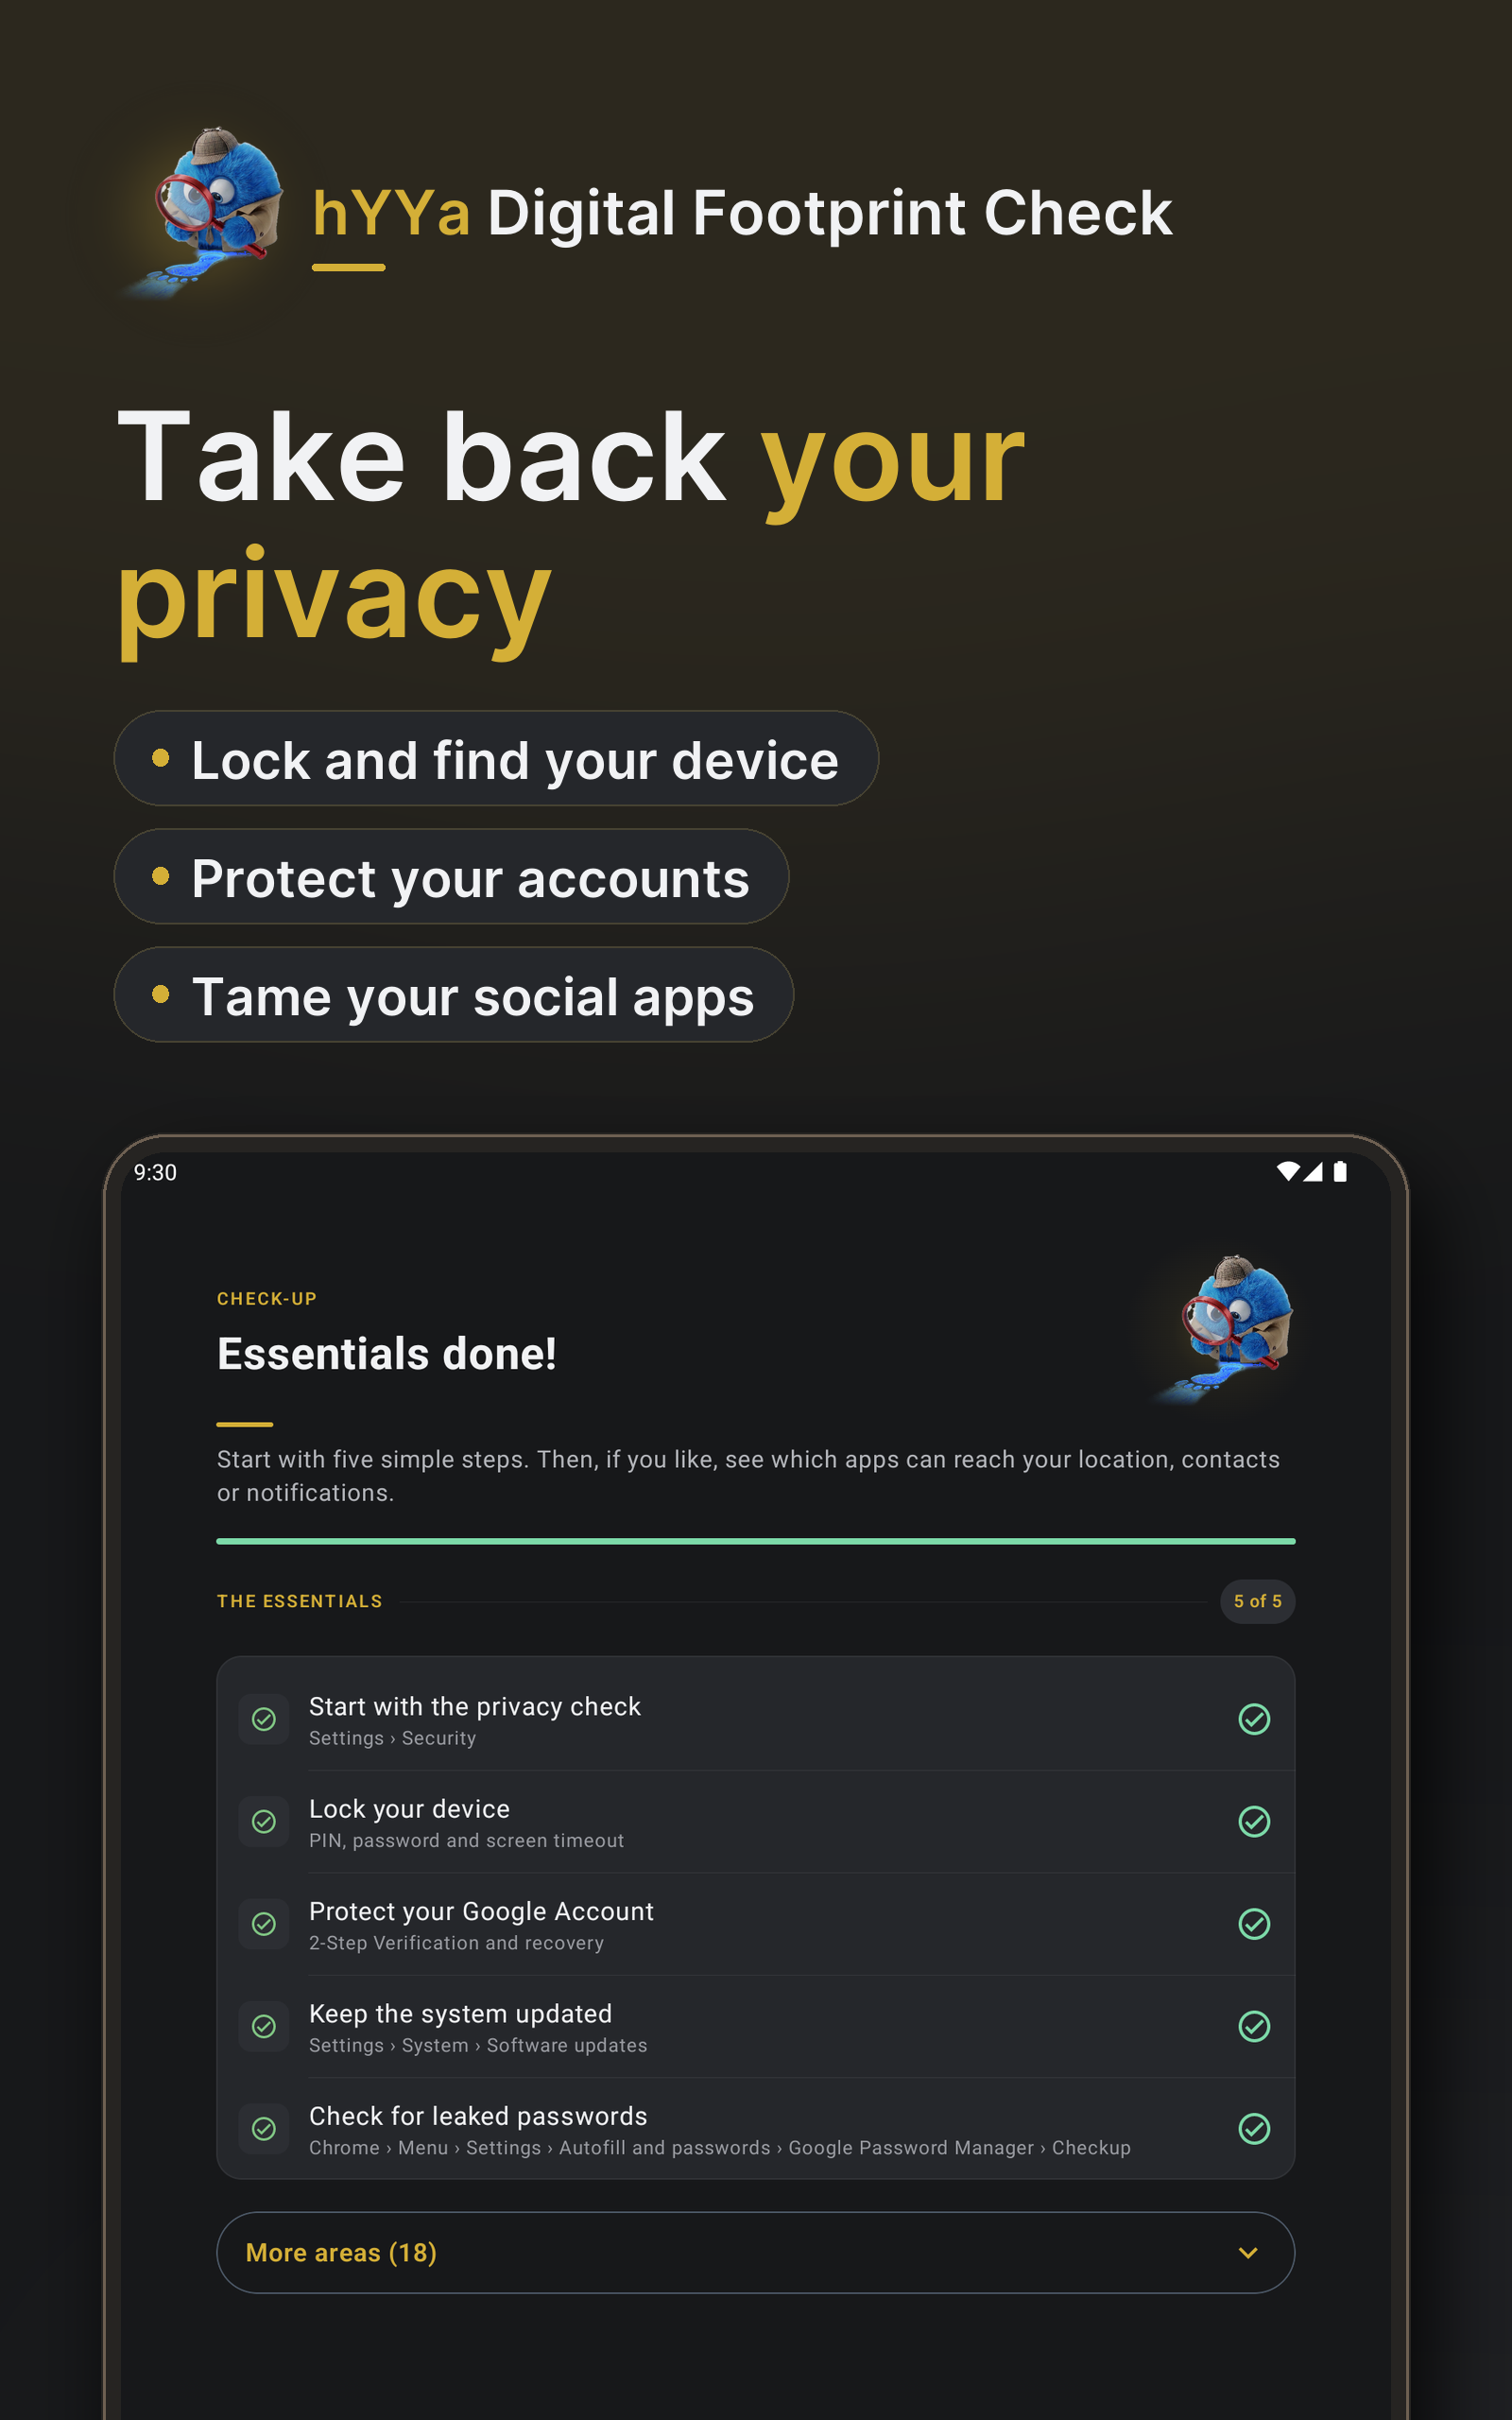 hYYa Digital Footprint Check
Take back your
privacy
Lock and find your device
Protect your accounts
Tame your social apps
9:30
CHECK-UP
Essentials done!
Start with five simple steps. Then, if you like, see which apps can reach your location, contacts
or notifications.
THE ESSENTIALS
5 of 5
Start with the privacy check
Settings › Security
Lock your device
PIN, password and screen timeout
Protect your Google Account
2-Step Verification and recovery
Keep the system updated
Settings › System › Software updates
Check for leaked passwords
Chrome › Menu › Settings › Autofill and passwords › Google Password Manager › Checkup
More areas (18)